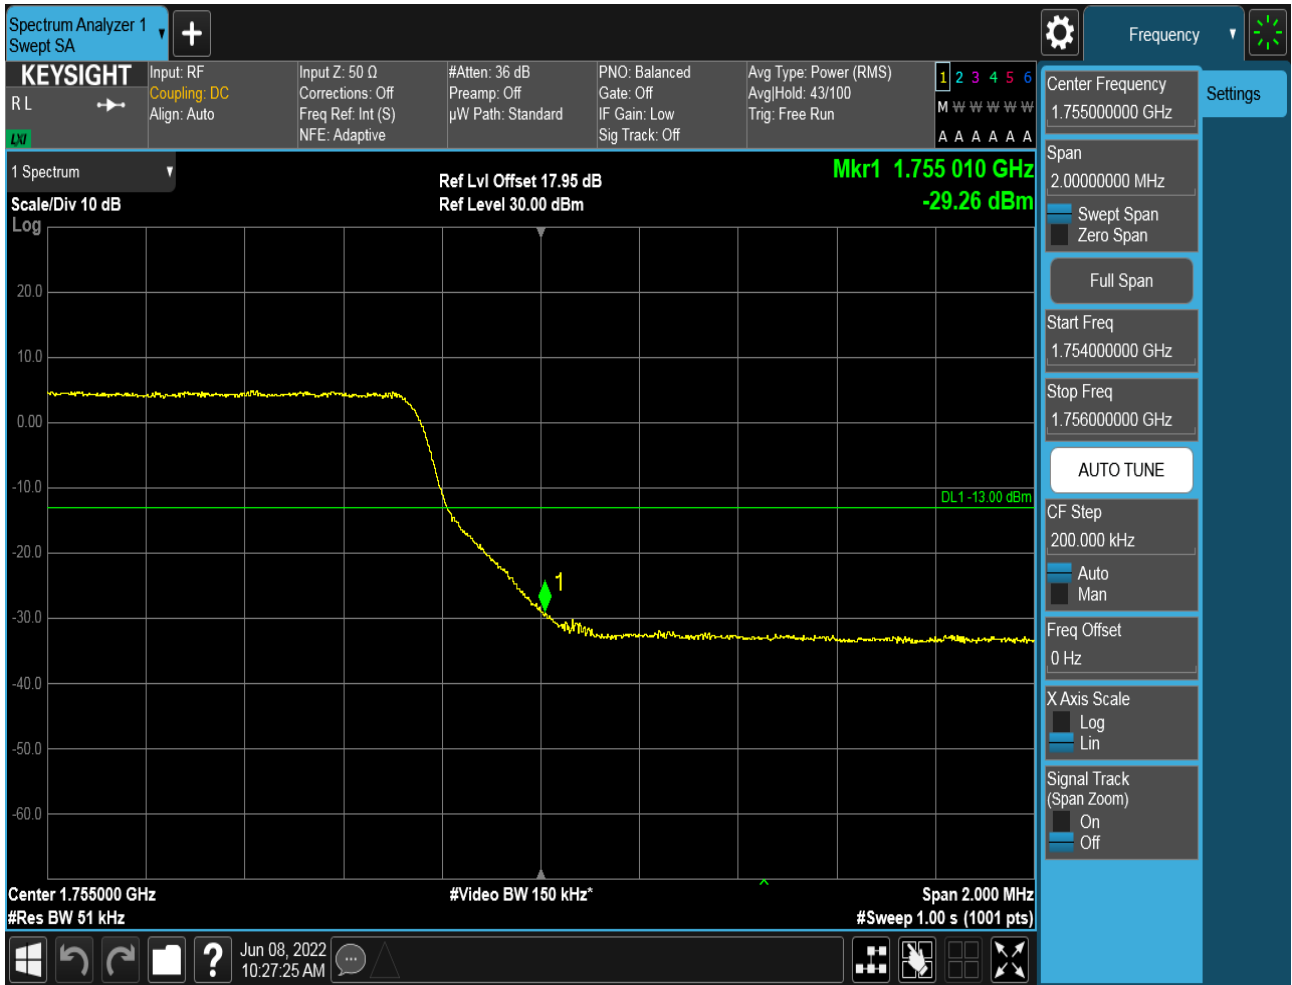 Spectrum Analyzer 1
Swept SA
Frequency
KEYSIGHT
R L
LXI
Input: RF
Coupling: DC
Align: Auto
Input Z: 50 Ω
Corrections: Off
Freq Ref: Int (S)
NFE: Adaptive
#Atten: 36 dB
Preamp: Off
µW Path: Standard
PNO: Balanced
Gate: Off
IF Gain: Low
Sig Track: Off
Avg Type: Power (RMS)
Avg|Hold: 43/100
Trig: Free Run
1 2 3 4 5 6
M W W W W W
A A A A A A
1 Spectrum
Scale/Div 10 dB
Log
Ref Lvl Offset 17.95 dB
Ref Level 30.00 dBm
Mkr1 1.755 010 GHz
-29.26 dBm
20.0
10.0
0.00
-10.0
-20.0
-30.0
-40.0
-50.0
-60.0
DL1 -13.00 dBm
1
Center 1.755000 GHz
#Res BW 51 kHz
#Video BW 150 kHz*
Span 2.000 MHz
#Sweep 1.00 s (1001 pts)
Jun 08, 2022
10:27:25 AM
Center Frequency
1.755000000 GHz
Span
2.00000000 MHz
Swept Span
Zero Span
Full Span
Start Freq
1.754000000 GHz
Stop Freq
1.756000000 GHz
AUTO TUNE
CF Step
200.000 kHz
Auto
Man
Freq Offset
0 Hz
X Axis Scale
Log
Lin
Signal Track
(Span Zoom)
On
Off
Settings